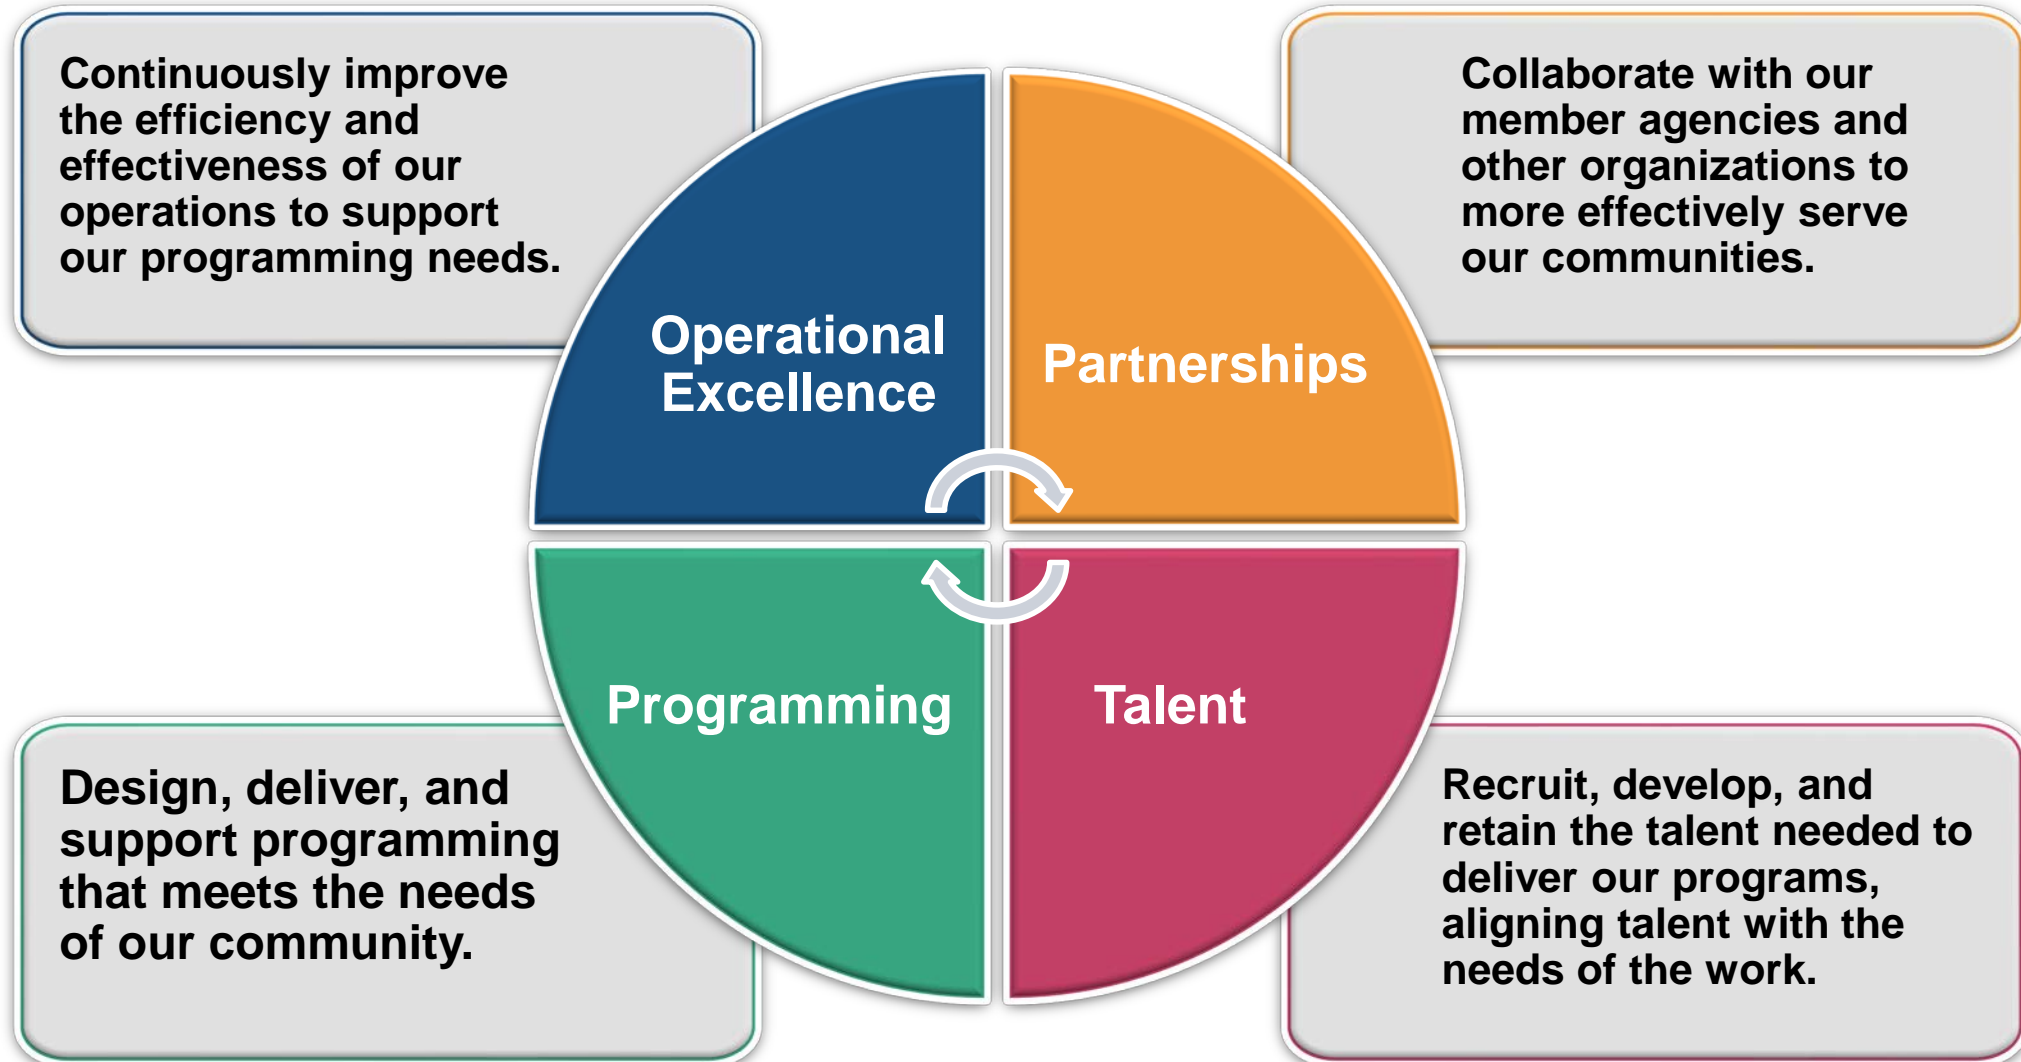 Continuously improve
the efficiency and
effectiveness of our
operations to support
our programming needs.
Collaborate with our
member agencies and
other organizations to
more effectively serve
our communities.
Operational
Excellence
Partnerships
Programming
Talent
Design, deliver, and
support programming
that meets the needs
of our community.
Recruit, develop, and
retain the talent needed to
deliver our programs,
aligning talent with the
needs of the work.